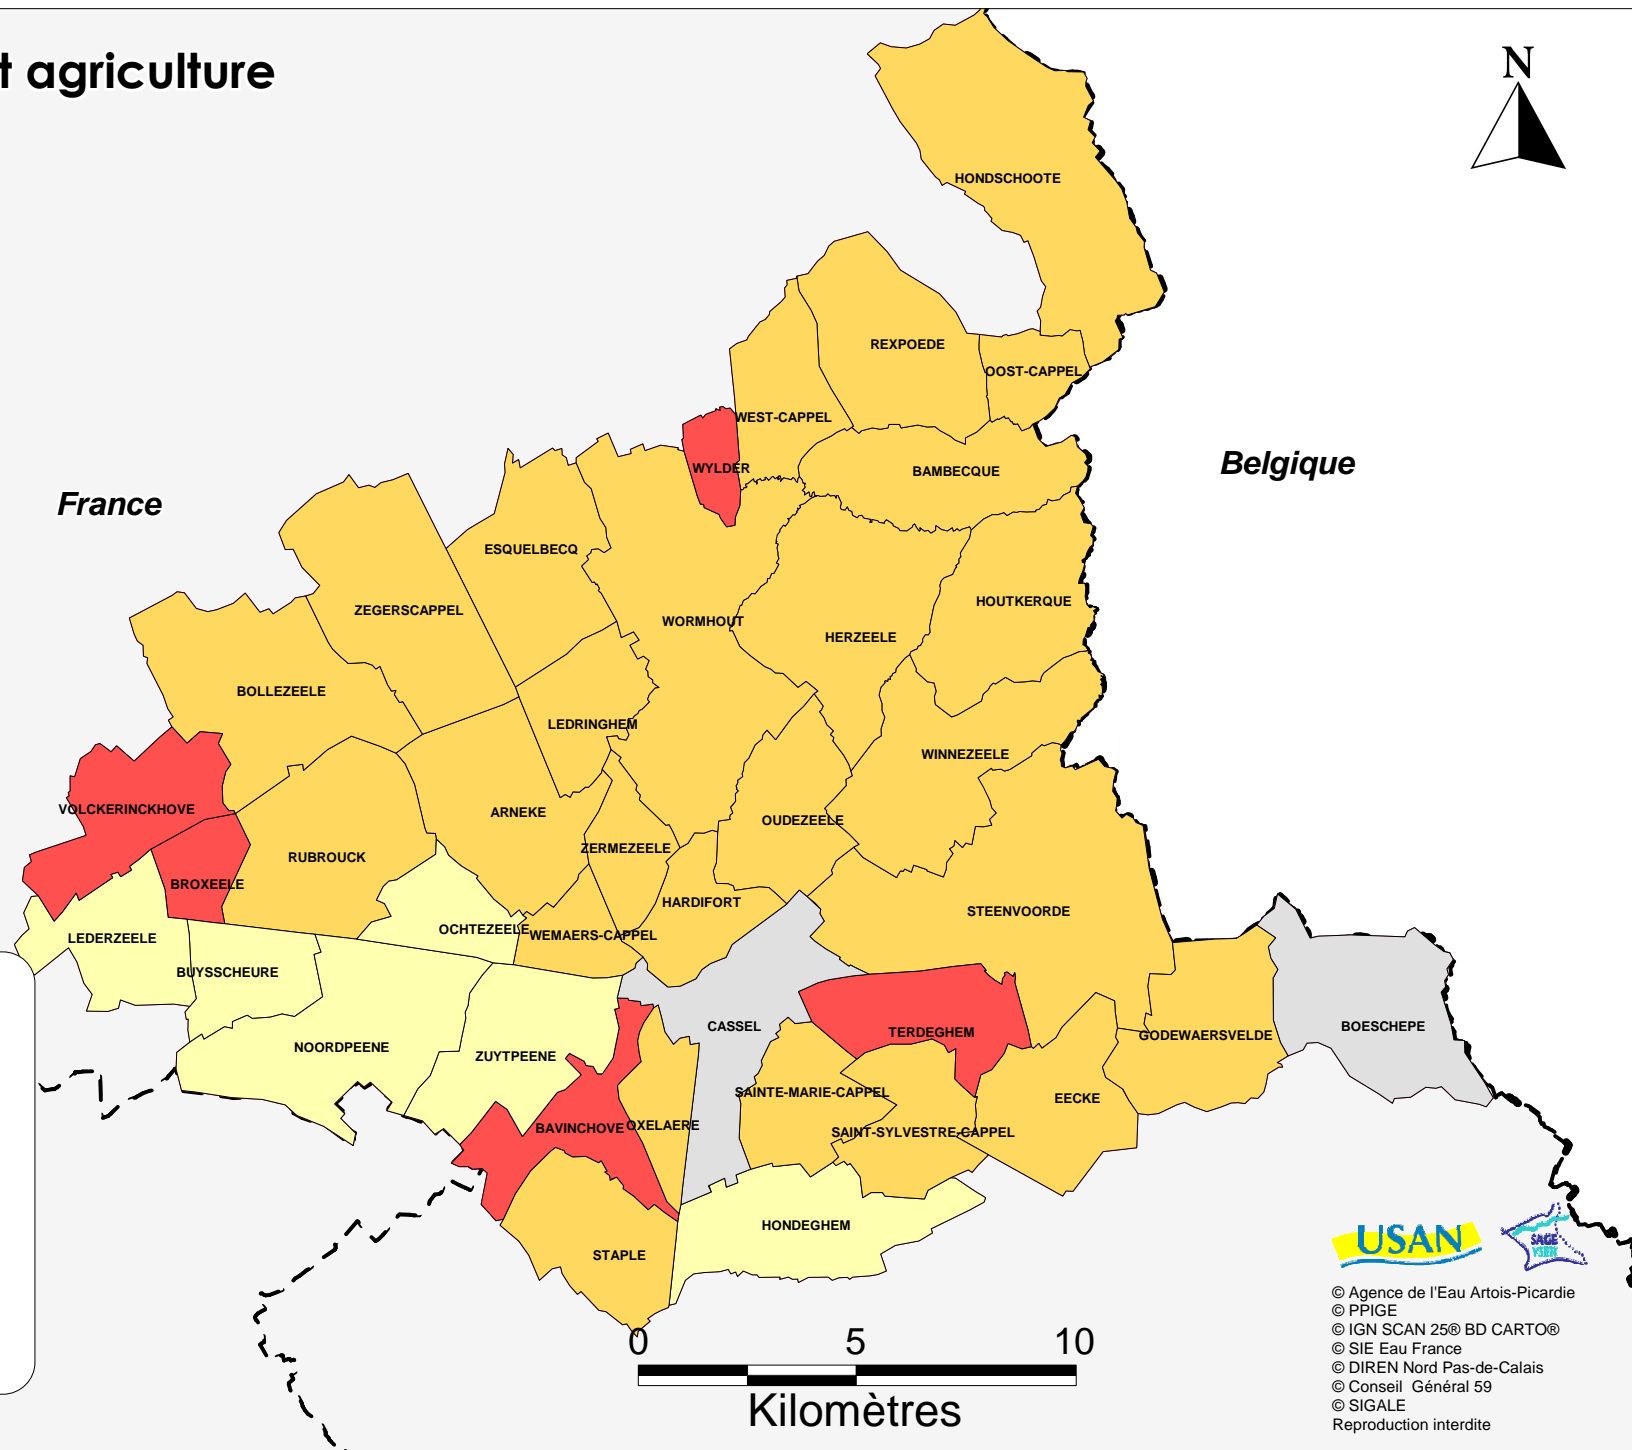 t agriculture
N
HONDSCHOOTE
REXPOEDE
OOST-CAPPEL
WEST-CAPPEL
WYLDER
BAMBECQUE
Belgique
France
ESQUELBECQ
ZEGERSCAPPEL
WORMHOUT
HERZEELE
HOUTKERQUE
BOLLEZEELE
LEDRINGHEM
WINNEZEELE
VOLCKERINCKHOVE
ARNEKE
OUDEZEELE
ZERMEZEELE
RUBROUCK
BROXEELE
HARDIFORT
STEENVOORDE
LEDERZEELE
OCHTEZEELE
WEMAERS-CAPPEL
BUYSSCHEURE
CASSEL
TERDEGHEM
GODEWAERSVELDE
BOESCHEPE
NOORDPEENE
ZUYTPEENE
SAINTE-MARIE-CAPPEL
EECKE
BAVINCHOVE
OXELAERE
SAINT-SYLVESTRE-CAPPEL
HONDEGHEM
STAPLE
USAN
SAGE
YSER
0 5 10
Kilomètres
© Agence de l'Eau Artois-Picardie
© PPIGE
© IGN SCAN 25® BD CARTO®
© SIE Eau France
© DIREN Nord Pas-de-Calais
© Conseil Général 59
© SIGALE
Reproduction interdite